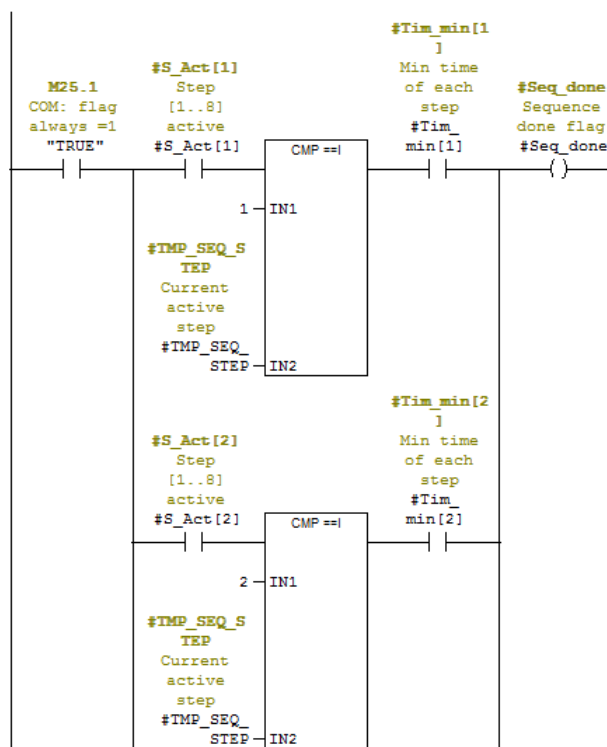 #Tim_min[1
]
Min time
of each
step
#Tim_
min[1]
#S_Act[1]
Step
[1..8]
active
#S_Act[1]
M25.1
COM: flag
always =1
"TRUE"
#Seq_done
Sequence
done flag
#Seq_done
CMP ==I
1
IN1
#TMP_SEQ_S
TEP
Current
active
step
#TMP_SEQ_
STEP
IN2
#Tim_min[2
]
Min time
of each
step
#Tim_
min[2]
#S_Act[2]
Step
[1..8]
active
#S_Act[2]
CMP ==I
2
IN1
#TMP_SEQ_S
TEP
Current
active
step
#TMP_SEQ_
STEP
IN2